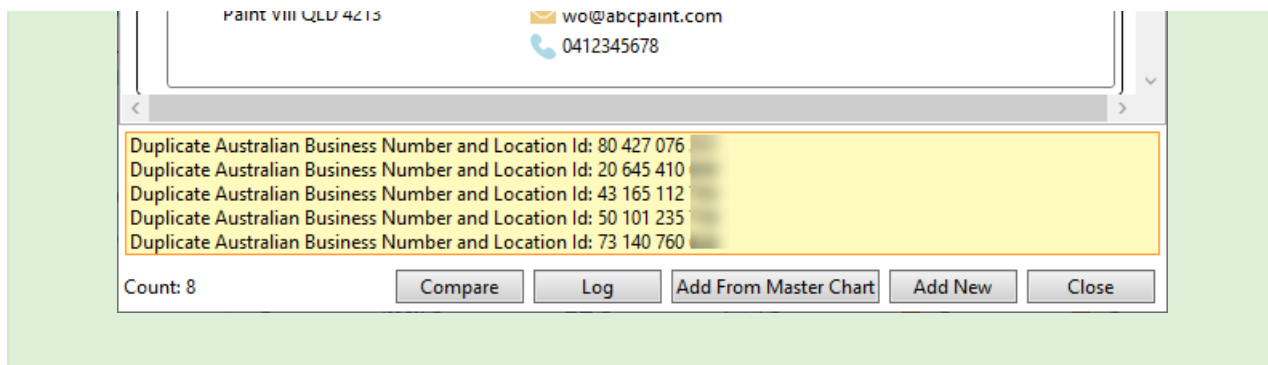 Paint Vill QLD 4213
wo@abcpaint.com
0412345678
Duplicate Australian Business Number and Location Id: 80 427 076
Duplicate Australian Business Number and Location Id: 20 645 410
Duplicate Australian Business Number and Location Id: 43 165 112
Duplicate Australian Business Number and Location Id: 50 101 235
Duplicate Australian Business Number and Location Id: 73 140 760
Count: 8
Compare
Log
Add From Master Chart
Add New
Close